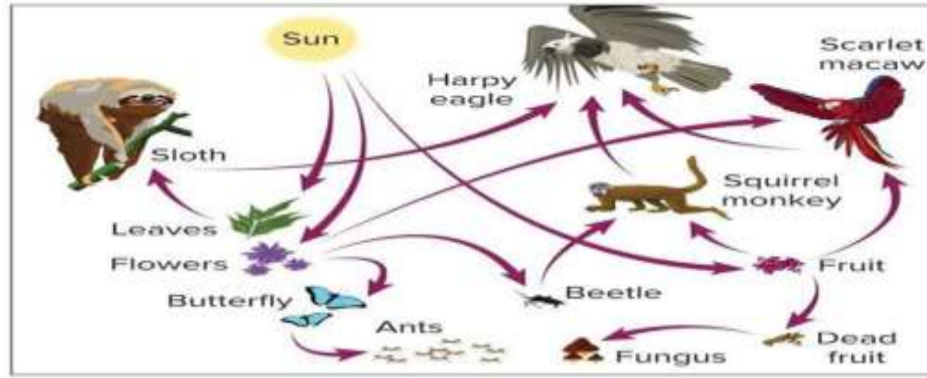 Sun
Harpy
eagle
Scarlet
macaw
Sloth
Squirrel
monkey
Leaves
Flowers
Fruit
Butterfly
Beetle
Ants
Fungus
Dead
fruit